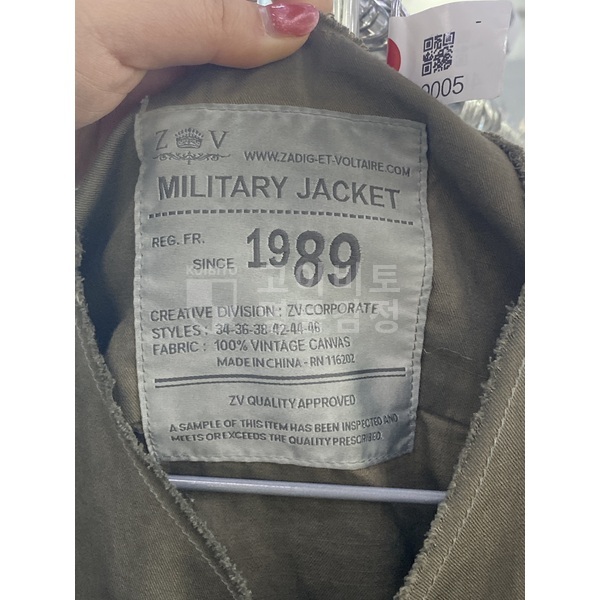 0005
Z V
WWW.ZADIG-ET-VOLTAIRE.COM
MILITARY JACKET
REG. FR.
SINCE 1989
CREATIVE DIVISION : ZV CORPORATE
STYLES : 34-36-38-42-44-46
FABRIC : 100% VINTAGE CANVAS
MADE IN CHINA - RN 116202
ZV QUALITY APPROVED
A SAMPLE OF THIS ITEM HAS BEEN INSPECTED AND
MEETS OR EXCEEDS THE QUALITY PRESCRIBED.